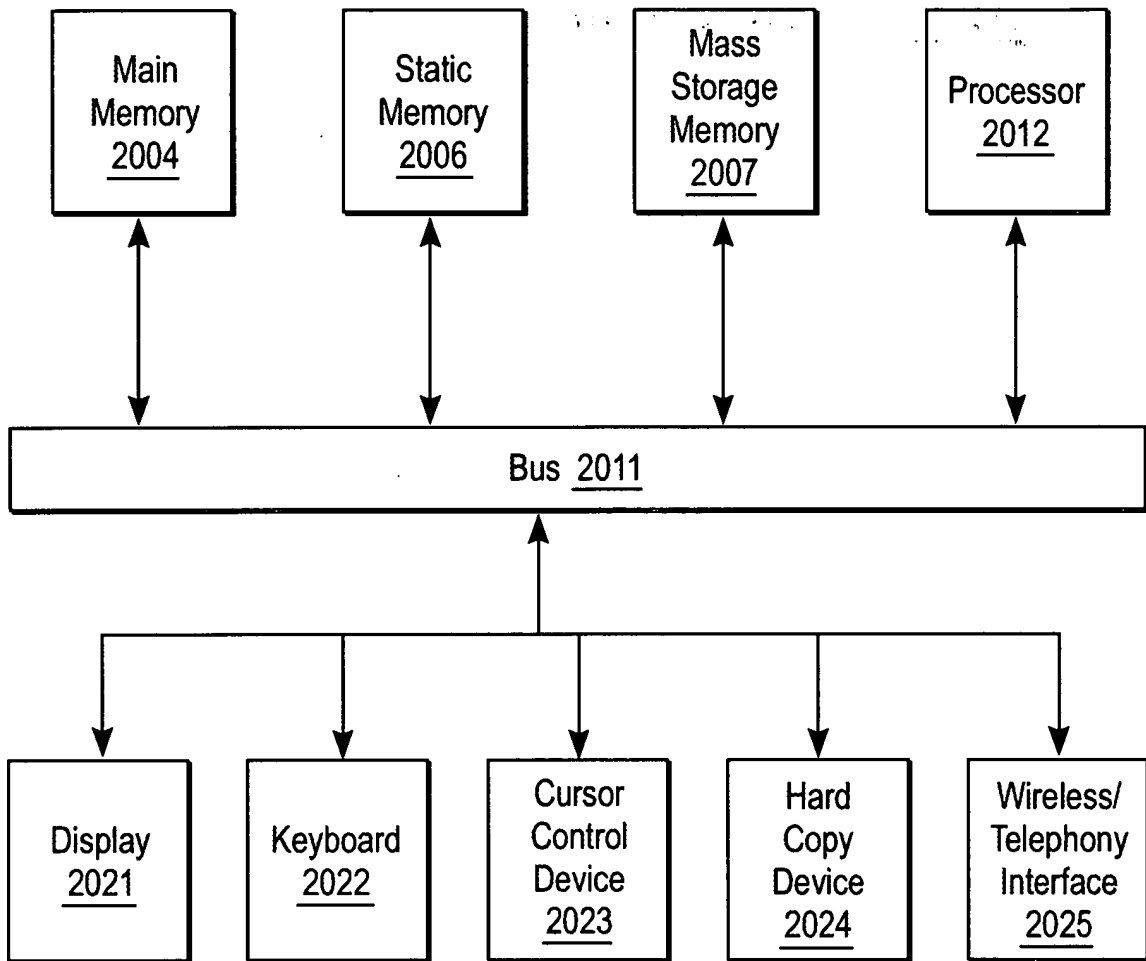 Main
Memory
2004
Static
Memory
2006
Mass
Storage
Memory
2007
Processor
2012
Bus 2011
Display
2021
Keyboard
2022
Cursor
Control
Device
2023
Hard
Copy
Device
2024
Wireless/
Telephony
Interface
2025